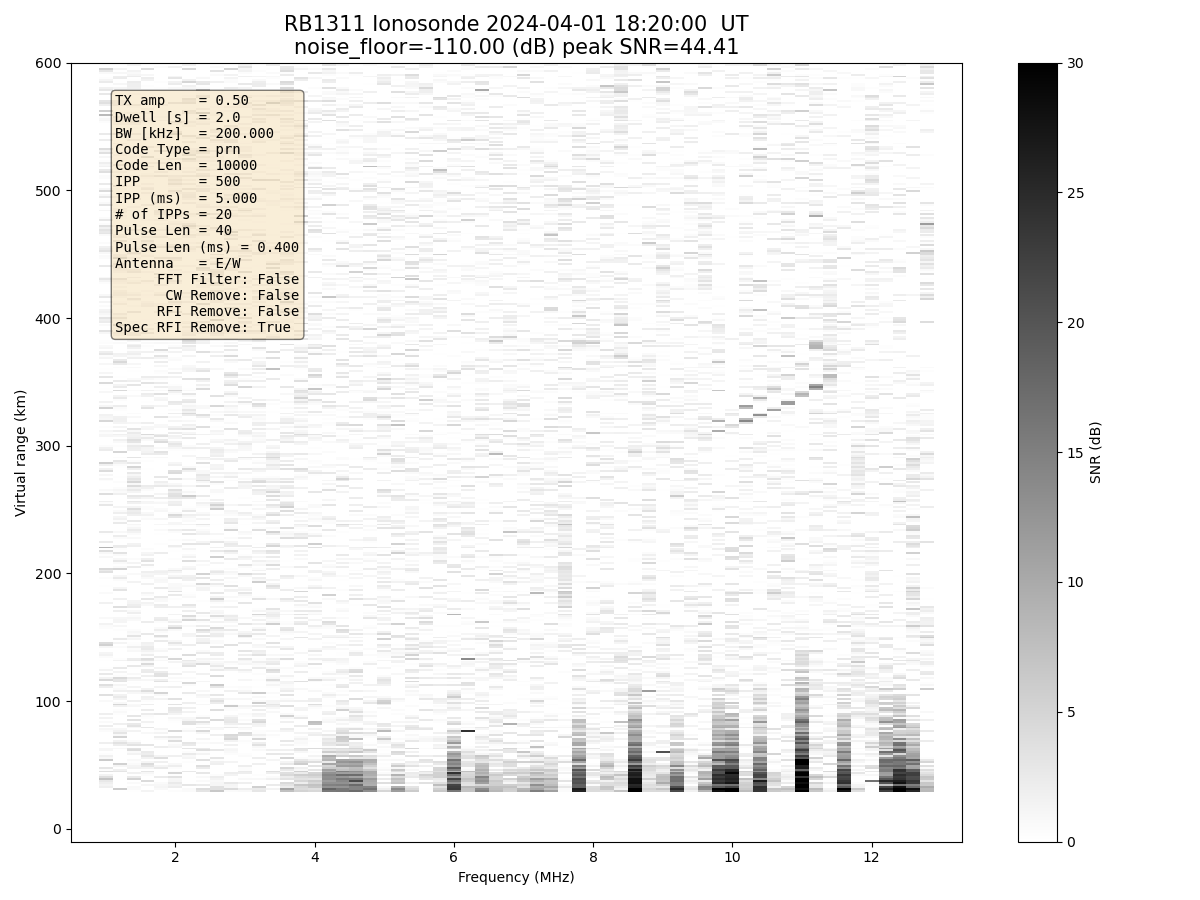 RB1311 Ionosonde 2024-04-01 18:20:00  UT
noise_floor=-110.00 (dB) peak SNR=44.41
600
500
400
300
200
100
0
Virtual range (km)
TX amp    = 0.50
Dwell [s] = 2.0
BW [kHz]  = 200.000
Code Type = prn
Code Len  = 10000
IPP       = 500
IPP (ms)  = 5.000
# of IPPs = 20
Pulse Len = 40
Pulse Len (ms) = 0.400
Antenna   = E/W
FFT Filter: False
CW Remove: False
RFI Remove: False
Spec RFI Remove: True
2 4 6 8 10 12
Frequency (MHz)
30
25
20
15
10
5
0
SNR (dB)